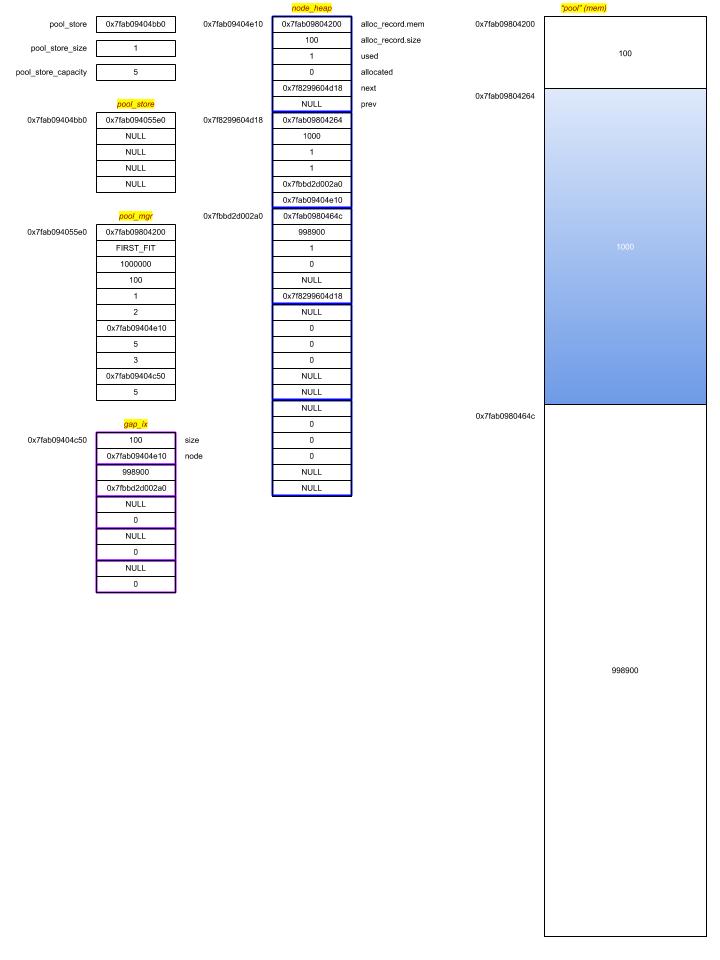 pool_store 0x7fab09404bb0
pool_store_size 1
pool_store_capacity 5
pool_store
0x7fab09404bb0 0x7fab094055e0
NULL
NULL
NULL
NULL
pool_mgr
0x7fab094055e0 0x7fab09804200
FIRST_FIT
1000000
100
1
2
0x7fab09404e10
5
3
0x7fab09404c50
5
gap_ix
0x7fab09404c50 100 size
0x7fab09404e10 node
998900
0x7fbbd2d002a0
NULL
0
NULL
0
NULL
0
node_heap
0x7fab09404e10 0x7fab09804200 alloc_record.mem
100 alloc_record.size
1 used
0 allocated
0x7f8299604d18 next
NULL prev
0x7f8299604d18 0x7fab09804264
1000
1
1
0x7fbbd2d002a0
0x7fab09404e10
0x7fbbd2d002a0 0x7fab0980464c
998900
1
0
NULL
0x7f8299604d18
NULL
0
0
0
NULL
NULL
NULL
0
0
0
NULL
NULL
"pool" (mem)
0x7fab09804200
100
0x7fab09804264
1000
0x7fab0980464c
998900